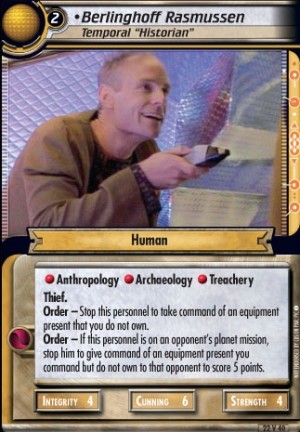 2
•Berlinghoff Rasmussen
Temporal "Historian"
Human
Anthropology Archaeology Treachery
Thief.
Order – Stop this personnel to take command of an equipment
present that you do not own.
Order – If this personnel is on an opponent's planet mission,
stop him to give command of an equipment you
command but do not own to that opponent to score 5 points.
Integrity 4 Cunning 6 Strength 4